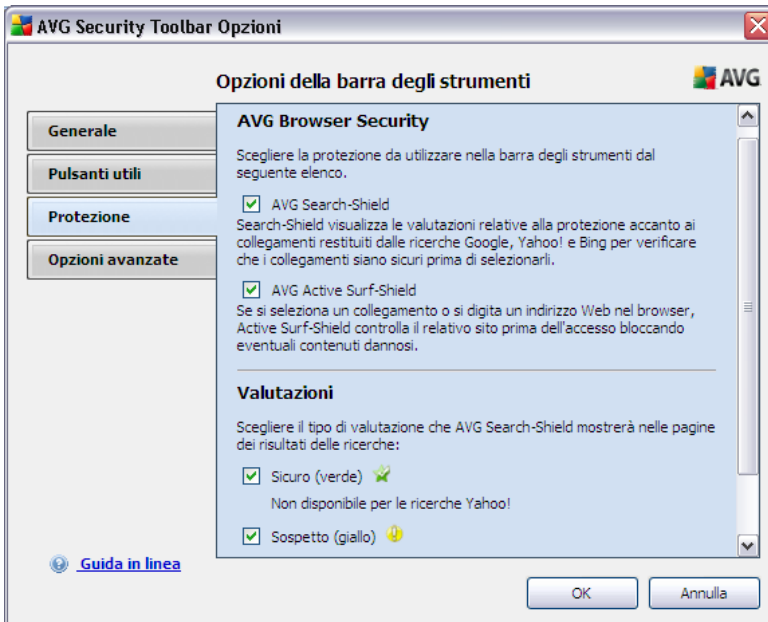 AVG Security Toolbar Opzioni
Opzioni della barra degli strumenti
AVG
Generale
Pulsanti utili
Protezione
Opzioni avanzate
AVG Browser Security
Scegliere la protezione da utilizzare nella barra degli strumenti dal
seguente elenco.
AVG Search-Shield
Search-Shield visualizza le valutazioni relative alla protezione accanto ai
collegamenti restituiti dalle ricerche Google, Yahoo! e Bing per verificare
che i collegamenti siano sicuri prima di selezionarli.
AVG Active Surf-Shield
Se si seleziona un collegamento o si digita un indirizzo Web nel browser,
Active Surf-Shield controlla il relativo sito prima dell'accesso bloccando
eventuali contenuti dannosi.
Valutazioni
Scegliere il tipo di valutazione che AVG Search-Shield mostrerà nelle pagine
dei risultati delle ricerche:
Sicuro (verde)
Non disponibile per le ricerche Yahoo!
Sospetto (giallo)
Guida in linea
OK
Annulla